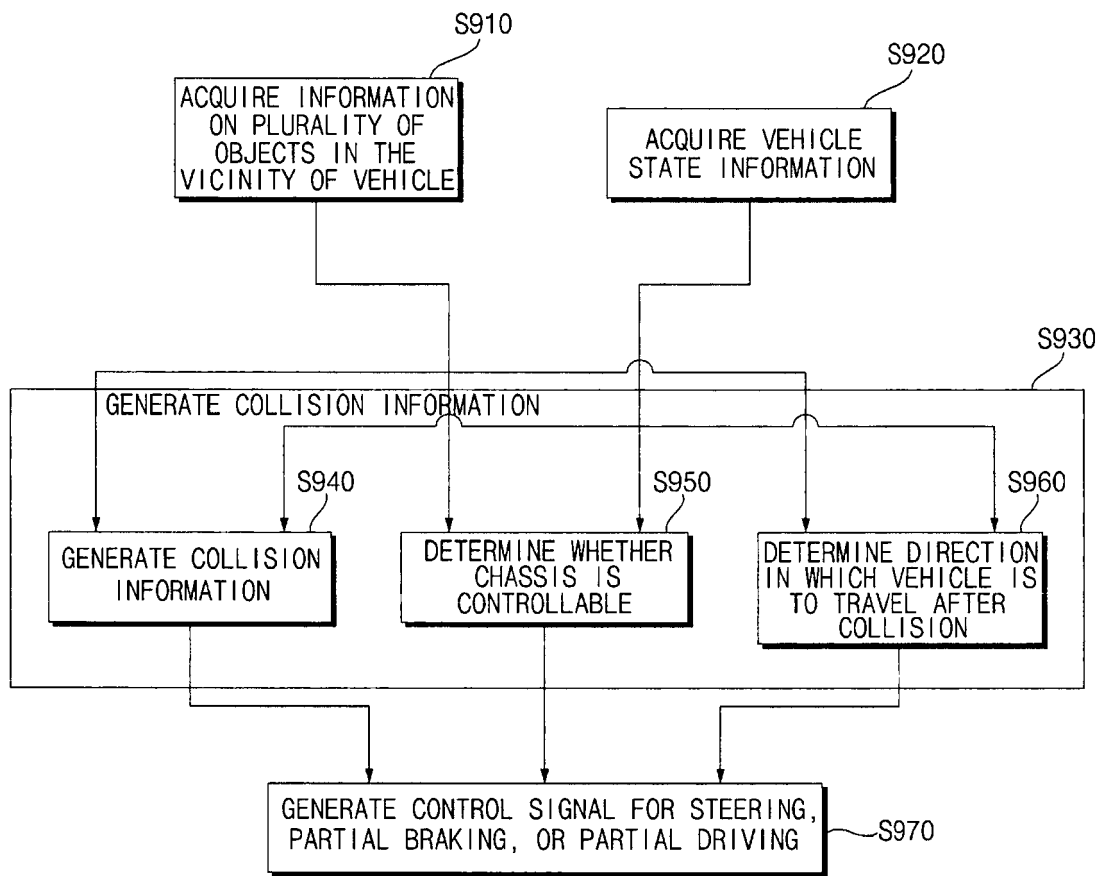 S910
ACQUIRE INFORMATION
ON PLURALITY OF
OBJECTS IN THE
VICINITY OF VEHICLE
S920
ACQUIRE VEHICLE
STATE INFORMATION
S930
GENERATE COLLISION INFORMATION
S940
GENERATE COLLISION
INFORMATION
S950
DETERMINE WHETHER
CHASSIS IS
CONTROLLABLE
S960
DETERMINE DIRECTION
IN WHICH VEHICLE IS
TO TRAVEL AFTER
COLLISION
GENERATE CONTROL SIGNAL FOR STEERING,
PARTIAL BRAKING, OR PARTIAL DRIVING
S970